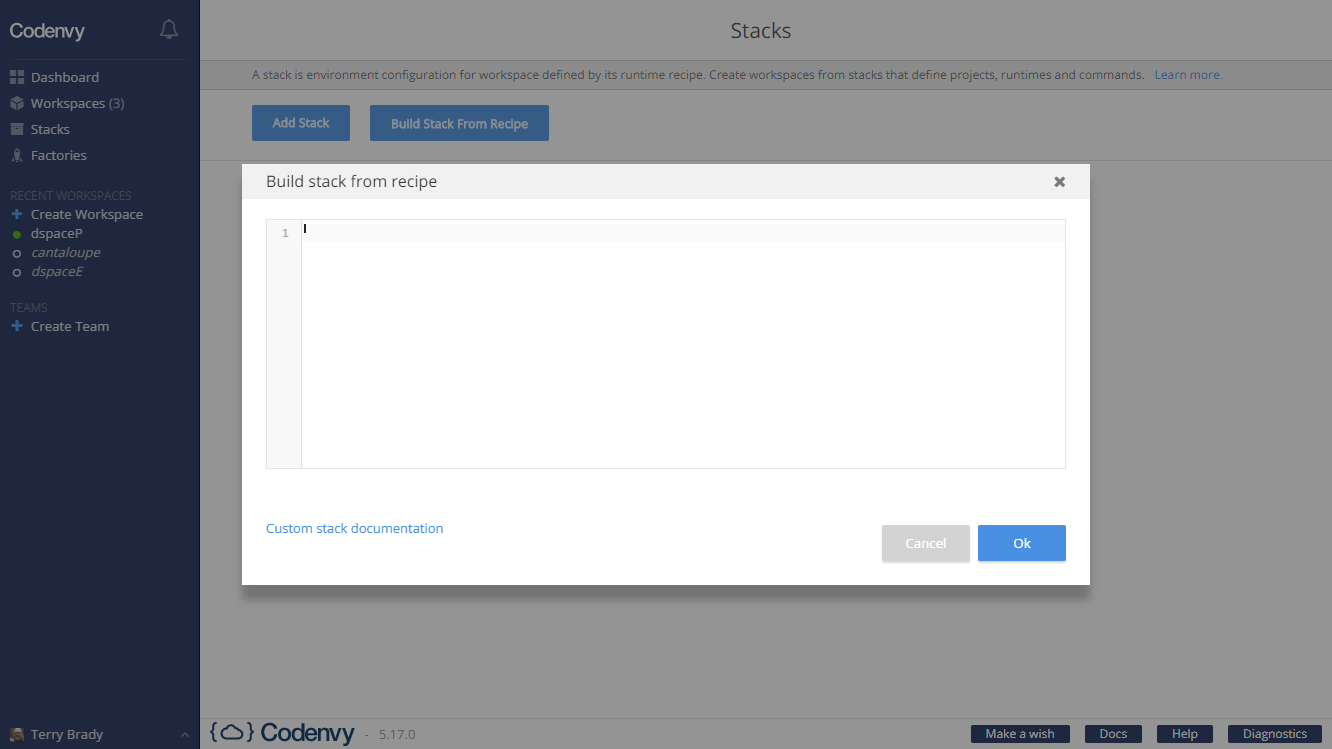 Codenvy
Dashboard
Workspaces (3)
Stacks
Factories
RECENT WORKSPACES
Create Workspace
dspaceP
cantaloupe
dspaceE
TEAMS
Create Team
Terry Brady
Stacks
A stack is environment configuration for workspace defined by its runtime recipe. Create workspaces from stacks that define projects, runtimes and commands. Learn more.
Add Stack
Build Stack From Recipe
Build stack from recipe
1
Custom stack documentation
Cancel
Ok
{ } Codenvy - 5.17.0
Make a wish
Docs
Help
Diagnostics